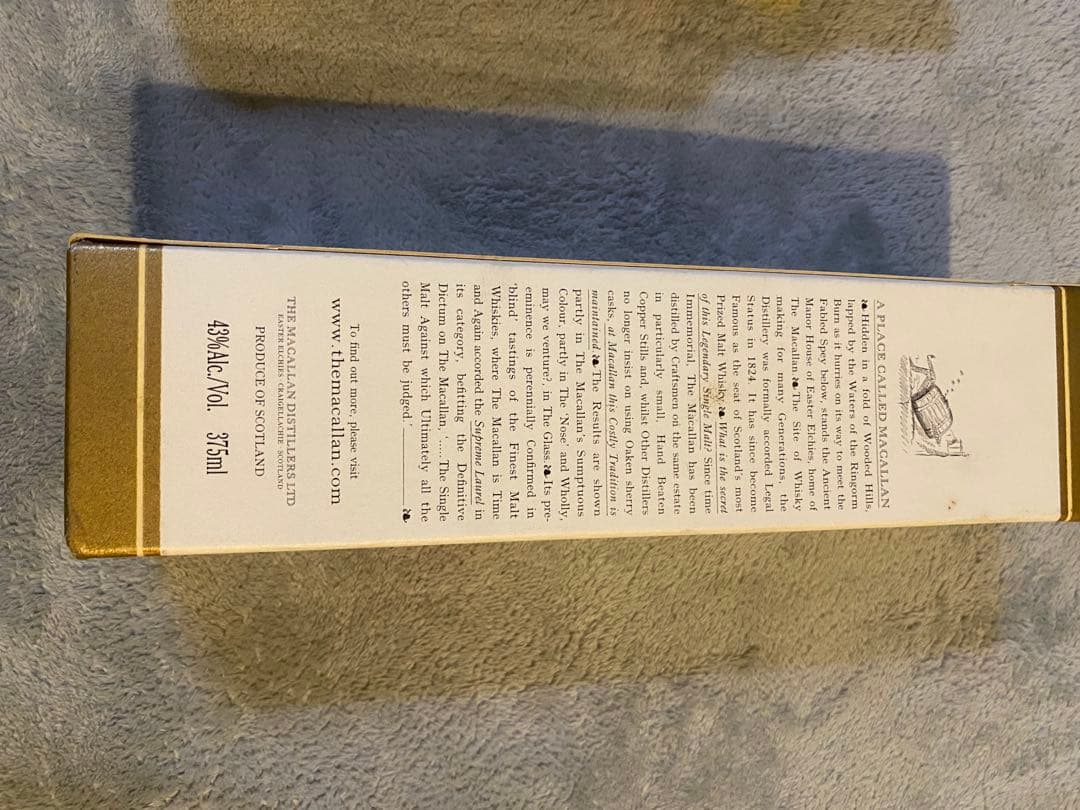 A PLACE CALLED MACALLAN
❧ Hidden in a fold of Wooded Hills,
lapped by the Waters of the Ringorm
Burn as it hurries on its way to meet the
Fabled Spey below, stands the Ancient
Manor House of Easter Elchies, home of
The Macallan. ❧ The Site of Whisky
making for many Generations, the
Distillery was formally accorded Legal
Status in 1824. It has since become
Famous as the seat of Scotland's most
Prized Malt Whisky. ❧ What is the secret
of this Legendary Single Malt? Since time
Immemorial, The Macallan has been
distilled by Craftsmen on the same estate
in particularly small, Hand Beaten
Copper Stills and, whilst Other Distillers
no longer insist on using Oaken sherry
casks, at Macallan this Costly Tradition is
maintained. ❧ The Results are shown
partly in The Macallan's Sumptuous
Colour, partly in The 'Nose' and Wholly,
may we venture?, in The Glass. ❧ Its pre-
eminence is perennially Confirmed in
'blind' tastings of the Finest Malt
Whiskies, where The Macallan is Time
and Again accorded the Supreme Laurel in
its category, befitting the Definitive
Dictum on The Macallan, '..... The Single
Malt Against which Ultimately all the
others must be judged.' ❧
To find out more, please visit
www.themacallan.com
THE MACALLAN DISTILLERS LTD
EASTER ELCHIES · CRAIGELLACHIE · SCOTLAND
PRODUCE OF SCOTLAND
43%Alc./Vol. 375ml